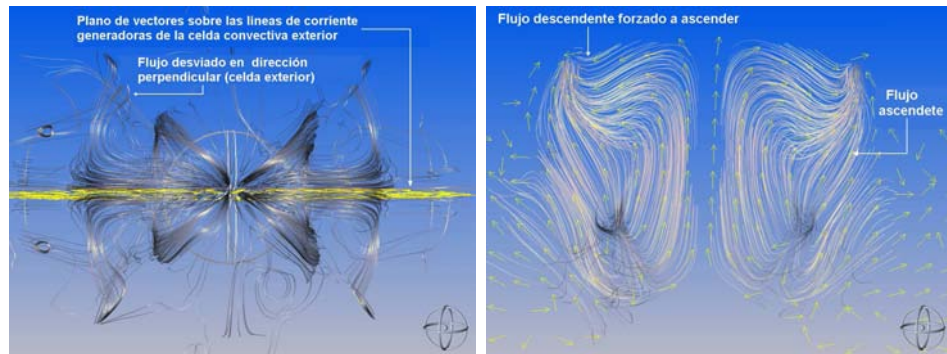 Plano de vectores sobre las lineas de corriente
generadoras de la celda convectiva exterior
Flujo desviado en dirección
perpendicular (celda exterior)
Flujo descendente forzado a ascender
Flujo
ascendete